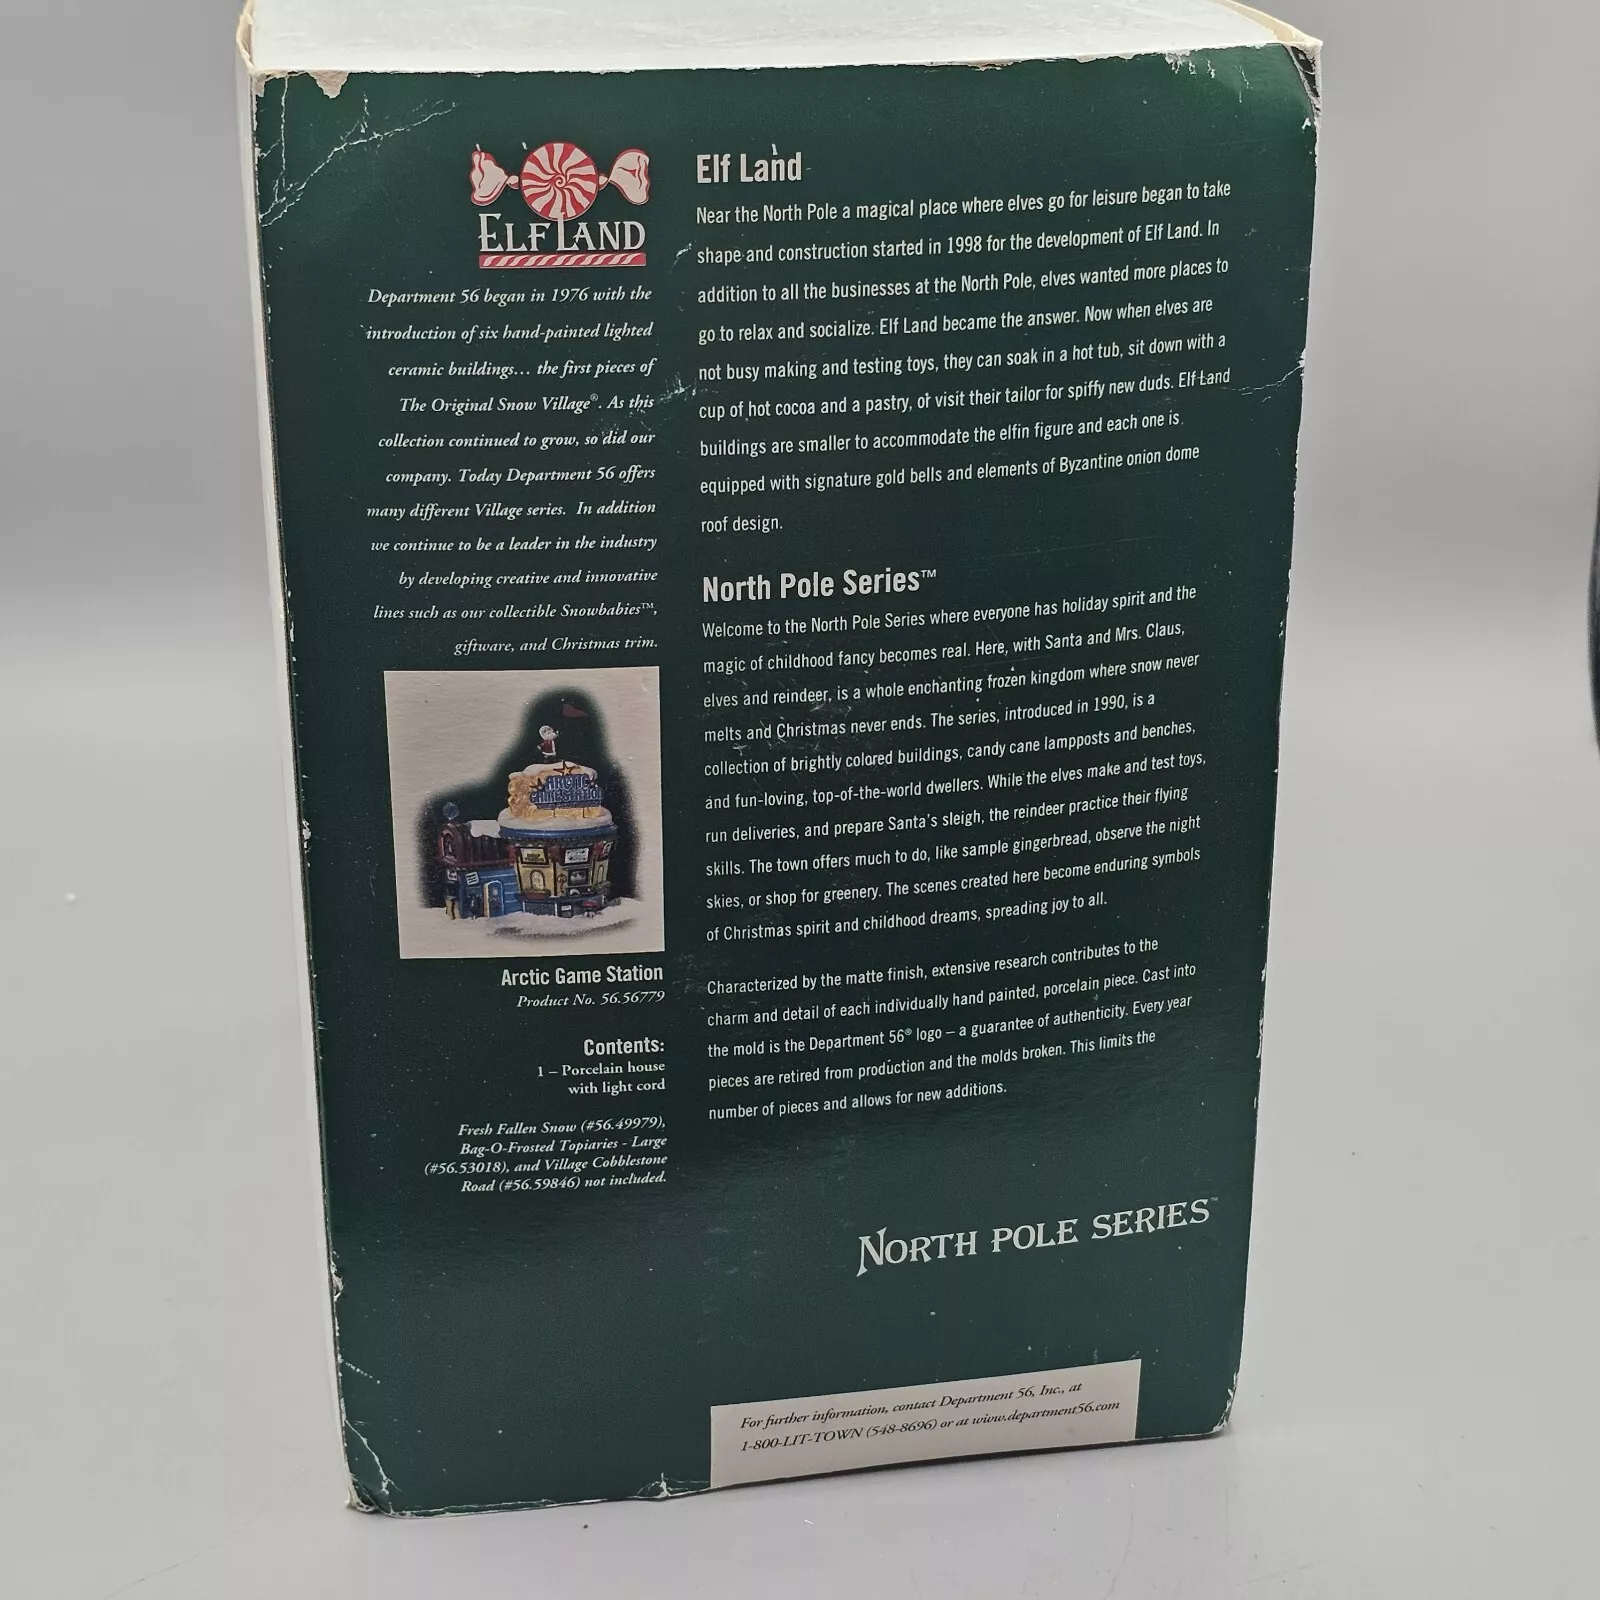 ELF LAND
Department 56 began in 1976 with the
introduction of six hand-painted lighted
ceramic buildings... the first pieces of
The Original Snow Village®. As this
collection continued to grow, so did our
company. Today Department 56 offers
many different Village series. In addition
we continue to be a leader in the industry
by developing creative and innovative
lines such as our collectible Snowbabies™,
giftware, and Christmas trim.
ARCTIC
GAME STATION
Arctic Game Station
Product No. 56.56779
Contents:
1 – Porcelain house
with light cord
Fresh Fallen Snow (#56.49979),
Bag-O-Frosted Topiaries - Large
(#56.53018), and Village Cobblestone
Road (#56.59846) not included.
Elf Land
Near the North Pole a magical place where elves go for leisure began to take
shape and construction started in 1998 for the development of Elf Land. In
addition to all the businesses at the North Pole, elves wanted more places to
go to relax and socialize. Elf Land became the answer. Now when elves are
not busy making and testing toys, they can soak in a hot tub, sit down with a
cup of hot cocoa and a pastry, or visit their tailor for spiffy new duds. Elf Land
buildings are smaller to accommodate the elfin figure and each one is
equipped with signature gold bells and elements of Byzantine onion dome
roof design.
North Pole Series™
Welcome to the North Pole Series where everyone has holiday spirit and the
magic of childhood fancy becomes real. Here, with Santa and Mrs. Claus,
elves and reindeer, is a whole enchanting frozen kingdom where snow never
melts and Christmas never ends. The series, introduced in 1990, is a
collection of brightly colored buildings, candy cane lampposts and benches,
and fun-loving, top-of-the-world dwellers. While the elves make and test toys,
run deliveries, and prepare Santa's sleigh, the reindeer practice their flying
skills. The town offers much to do, like sample gingerbread, observe the night
skies, or shop for greenery. The scenes created here become enduring symbols
of Christmas spirit and childhood dreams, spreading joy to all.
Characterized by the matte finish, extensive research contributes to the
charm and detail of each individually hand painted, porcelain piece. Cast into
the mold is the Department 56® logo – a guarantee of authenticity. Every year
pieces are retired from production and the molds broken. This limits the
number of pieces and allows for new additions.
NORTH POLE SERIES™
For further information, contact Department 56, Inc., at
1-800-LIT-TOWN (548-8696) or at www.department56.com